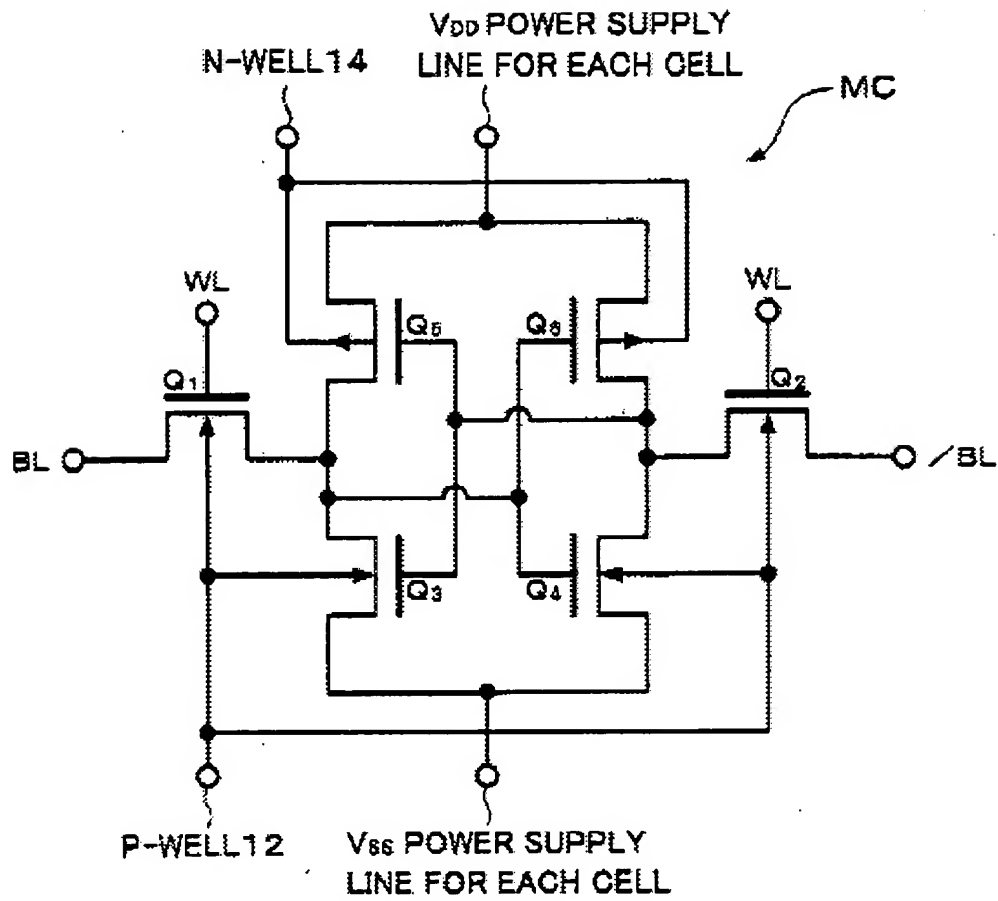 VDD POWER SUPPLY
LINE FOR EACH CELL
N-WELL14
MC
WL
WL
Q5
Q6
Q1
Q2
BL
/BL
Q3
Q4
P-WELL12
VSS POWER SUPPLY
LINE FOR EACH CELL